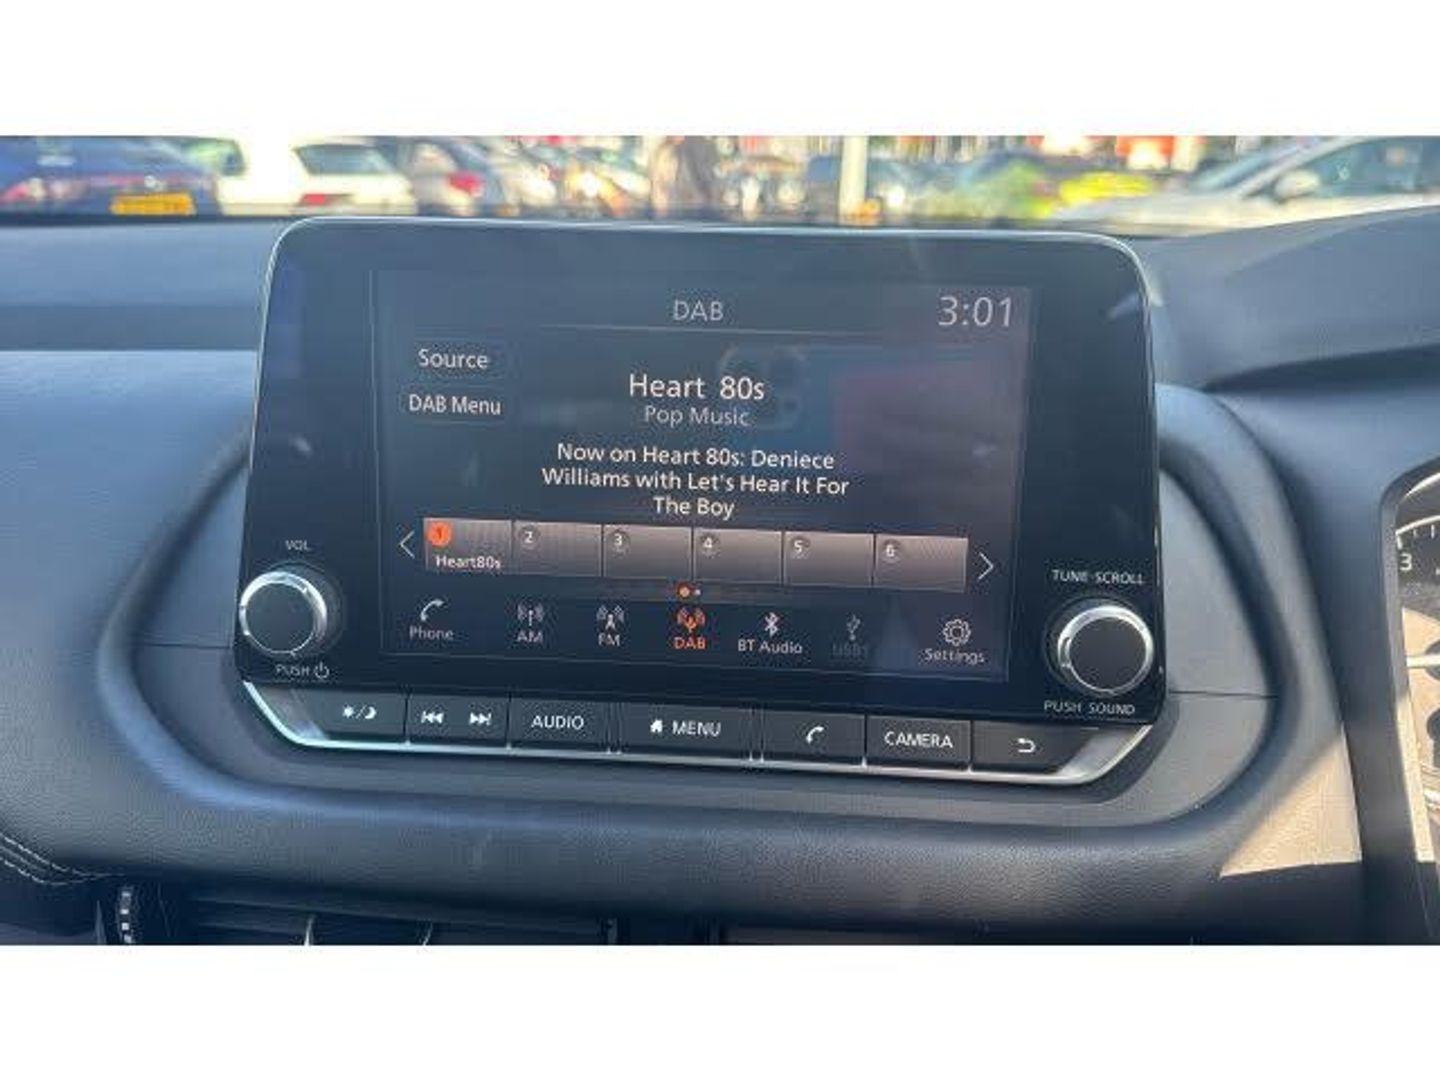 DAB
3:01
Source
DAB Menu
Heart 80s
Pop Music
Now on Heart 80s: Deniece
Williams with Let's Hear It For
The Boy
1 2 3 4 5 6
Heart80s
VOL
TUNE·SCROLL
Phone AM FM DAB BT Audio USB1 Settings
PUSH
PUSH SOUND
AUDIO MENU CAMERA
3